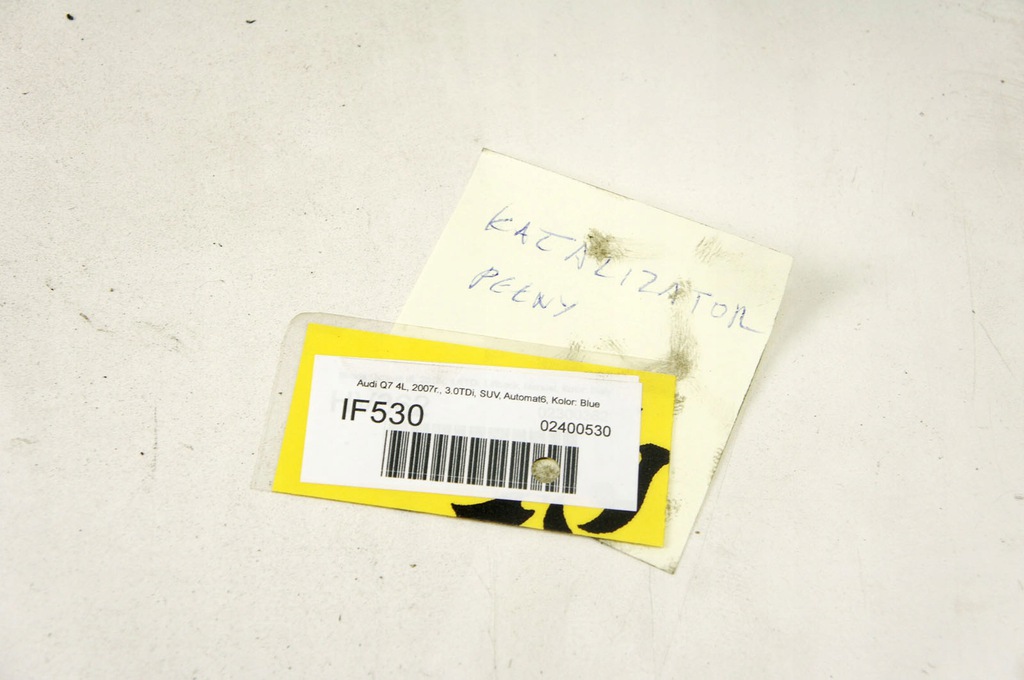 KATALIZATOR
PEŁNY
Audi Q7 4L, 2007r., 3.0TDi, SUV, Automat6, Kolor: Blue
IF530
02400530